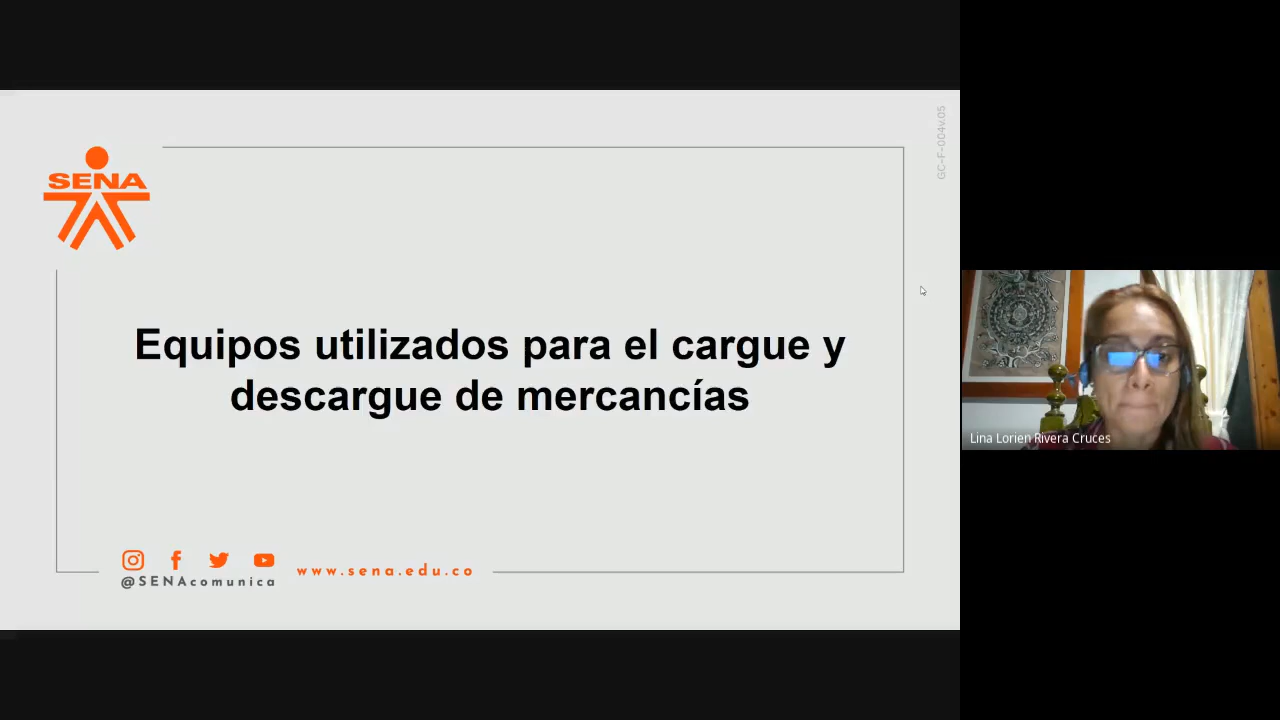 GC-F-004v.05
SENA
Equipos utilizados para el cargue y
descargue de mercancías
@SENAcomunica
www.sena.edu.co
Lina Lorien Rivera Cruces